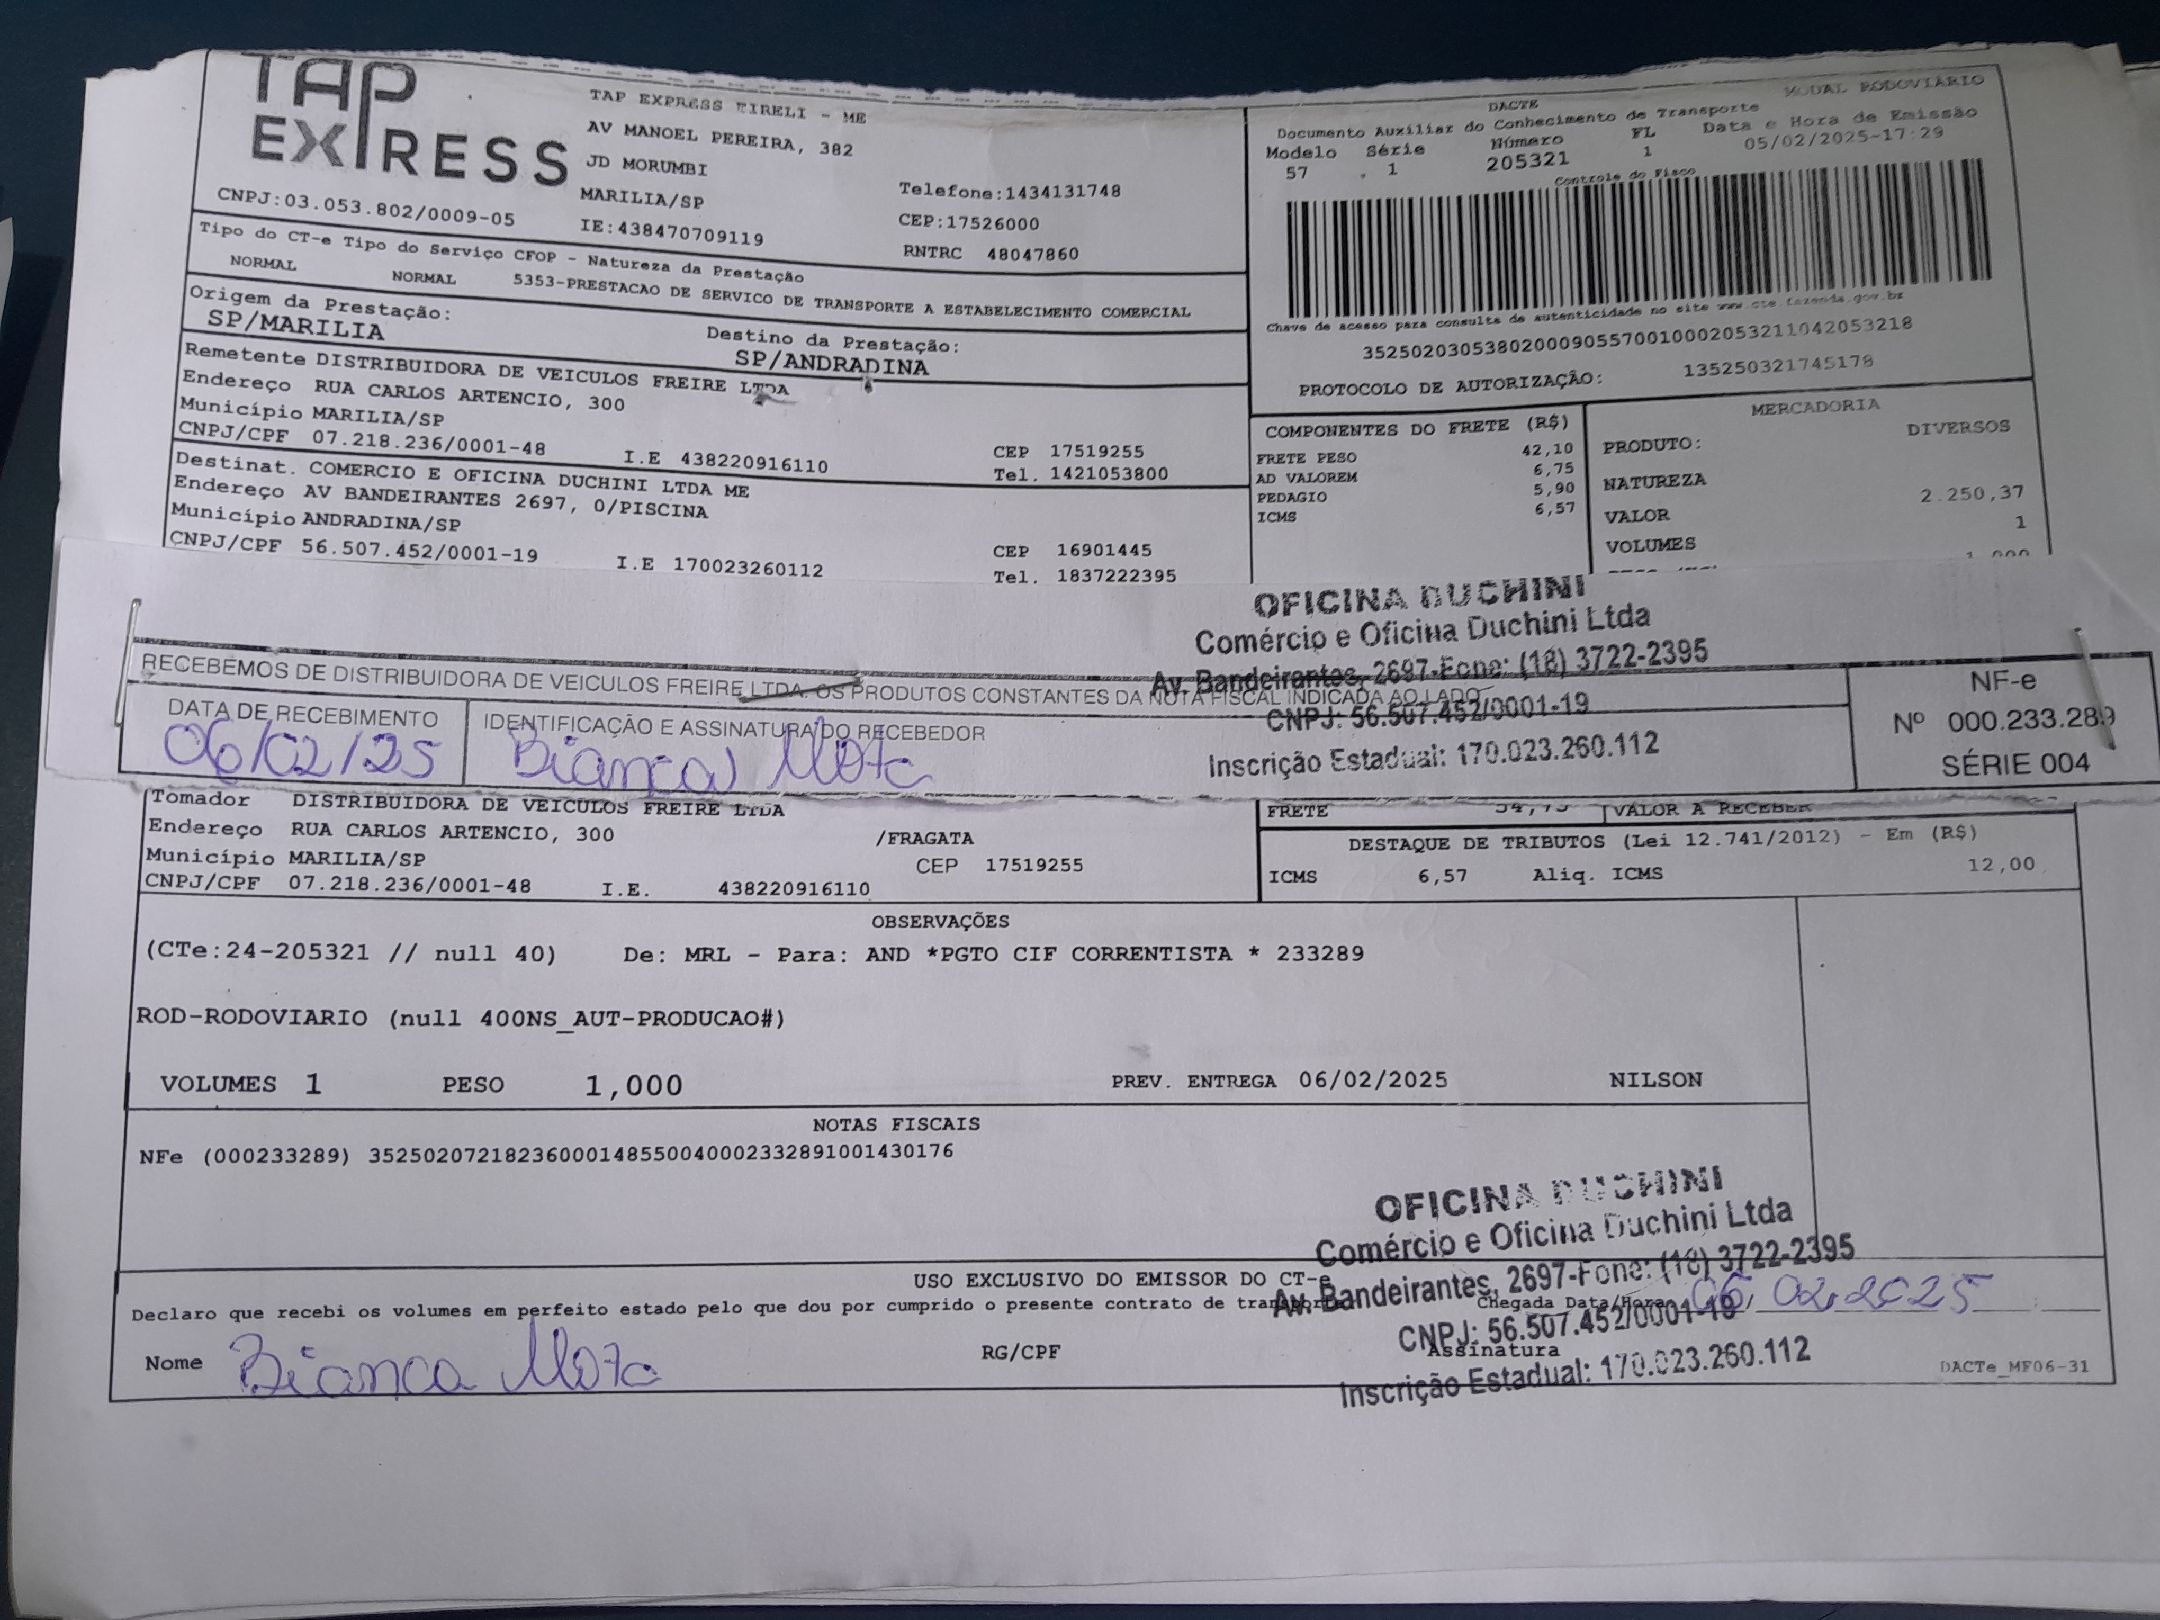 TAP
EXPRESS
TAP EXPRESS EIRELI - ME
AV MANOEL PEREIRA, 382
JD MORUMBI
MARILIA/SP
Telefone:1434131748
CNPJ:03.053.802/0009-05
IE:438470709119
CEP:17526000
RNTRC 48047860
Tipo do CT-e Tipo do Serviço CFOP - Natureza da Prestação
NORMAL NORMAL 5353-PRESTACAO DE SERVICO DE TRANSPORTE A ESTABELECIMENTO COMERCIAL
Origem da Prestação:
SP/MARILIA
Destino da Prestação:
SP/ANDRADINA
Remetente DISTRIBUIDORA DE VEICULOS FREIRE LTDA
Endereço RUA CARLOS ARTENCIO, 300
Município MARILIA/SP
CEP 17519255
CNPJ/CPF 07.218.236/0001-48 I.E 438220916110 Tel. 1421053800
Destinat. COMERCIO E OFICINA DUCHINI LTDA ME
Endereço AV BANDEIRANTES 2697, 0/PISCINA
Município ANDRADINA/SP
CEP 16901445
CNPJ/CPF 56.507.452/0001-19 I.E 170023260112 Tel. 1837222395
MODAL RODOVIARIO
DACTE
Documento Auxiliar do Conhecimento de Transporte
Modelo Série Número FL Data e Hora de Emissão
57 1 205321 1 05/02/2025-17:29
Controle do Fisco
Chave de acesso para consulta de autenticidade no site www.cte.fazenda.gov.br
35250203053802000905570010002053211042053218
PROTOCOLO DE AUTORIZAÇÃO: 135250321745178
COMPONENTES DO FRETE (R$)
FRETE PESO 42,10
AD VALOREM 6,75
PEDAGIO 5,90
ICMS 6,57
MERCADORIA
PRODUTO: DIVERSOS
NATUREZA
VALOR 2.250,37
VOLUMES 1
OFICINA DUCHINI
Comércio e Oficina Duchini Ltda
Av. Bandeirantes, 2697-Fone: (18) 3722-2395
CNPJ: 56.507.452/0001-19
Inscrição Estadual: 170.023.260.112
RECEBEMOS DE DISTRIBUIDORA DE VEICULOS FREIRE LTDA. OS PRODUTOS CONSTANTES DA NOTA FISCAL INDICADA AO LADO
DATA DE RECEBIMENTO
06/02/25
IDENTIFICAÇÃO E ASSINATURA DO RECEBEDOR
Bianca Mota
NF-e
Nº 000.233.289
SÉRIE 004
Tomador DISTRIBUIDORA DE VEICULOS FREIRE LTDA
Endereço RUA CARLOS ARTENCIO, 300 /FRAGATA
Município MARILIA/SP CEP 17519255
CNPJ/CPF 07.218.236/0001-48 I.E. 438220916110
FRETE 54,75 VALOR A RECEBER
DESTAQUE DE TRIBUTOS (Lei 12.741/2012) - Em (R$)
ICMS 6,57 Aliq. ICMS 12,00
OBSERVAÇÕES
(CTe:24-205321 // null 40) De: MRL - Para: AND *PGTO CIF CORRENTISTA * 233289
ROD-RODOVIARIO (null 400NS_AUT-PRODUCAO#)
VOLUMES 1 PESO 1,000 PREV. ENTREGA 06/02/2025 NILSON
NOTAS FISCAIS
NFe (000233289) 35250207218236000148550040002332891001430176
OFICINA DUCHINI
Comércio e Oficina Duchini Ltda
Av. Bandeirantes, 2697-Fone: (18) 3722-2395
CNPJ: 56.507.452/0001-19
Inscrição Estadual: 170.023.260.112
USO EXCLUSIVO DO EMISSOR DO CT-e
Declaro que recebi os volumes em perfeito estado pelo que dou por cumprido o presente contrato de transporte
Chegada Data/Hora 06/02/2025
Nome Bianca Mota RG/CPF Assinatura
DACTe_MF06-31